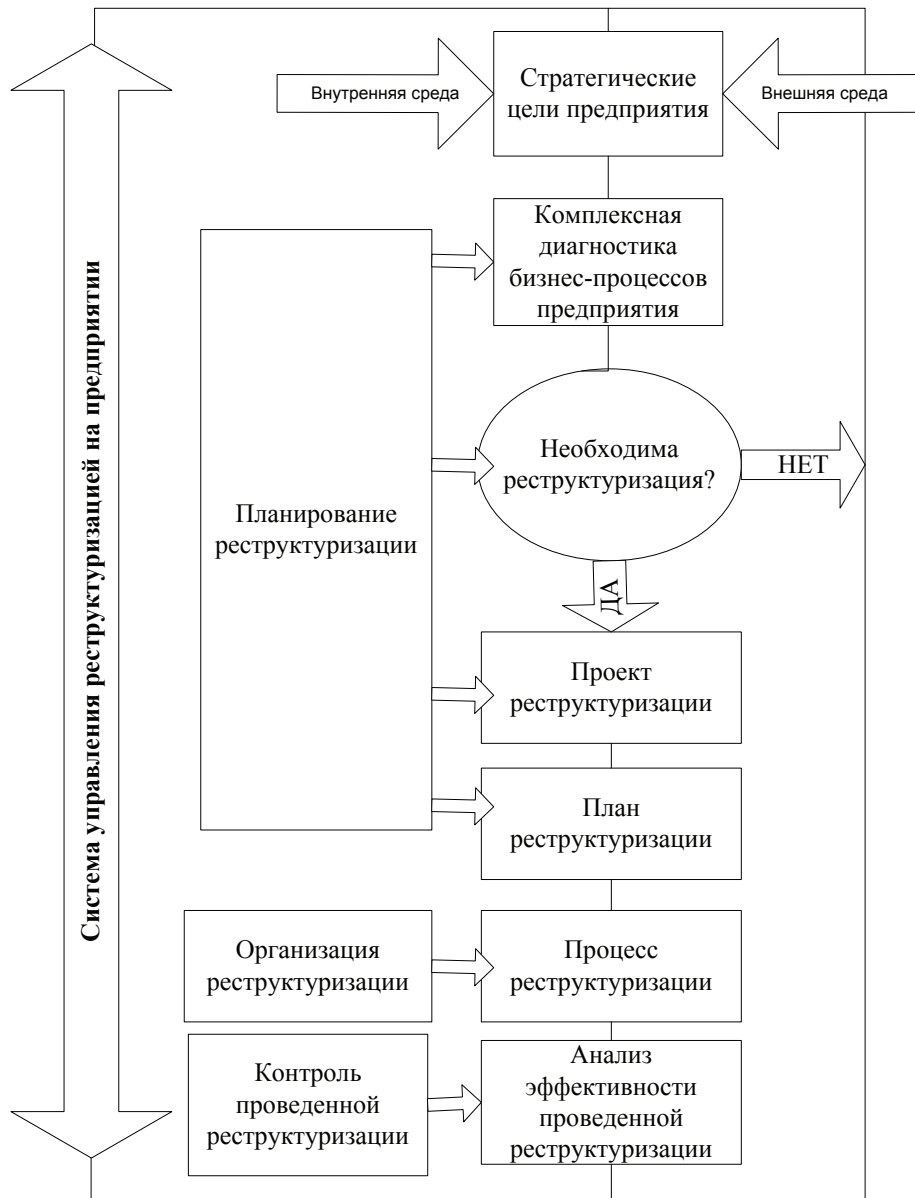 Система управления реструктуризацией на предприятии
Внутренняя среда
Стратегические
цели предприятия
Внешняя среда
Комплексная
диагностика
бизнес-процессов
предприятия
Планирование
реструктуризации
Необходима
реструктуризация?
НЕТ
ДА
Проект
реструктуризации
План
реструктуризации
Организация
реструктуризации
Процесс
реструктуризации
Контроль
проведенной
реструктуризации
Анализ
эффективности
проведенной
реструктуризации